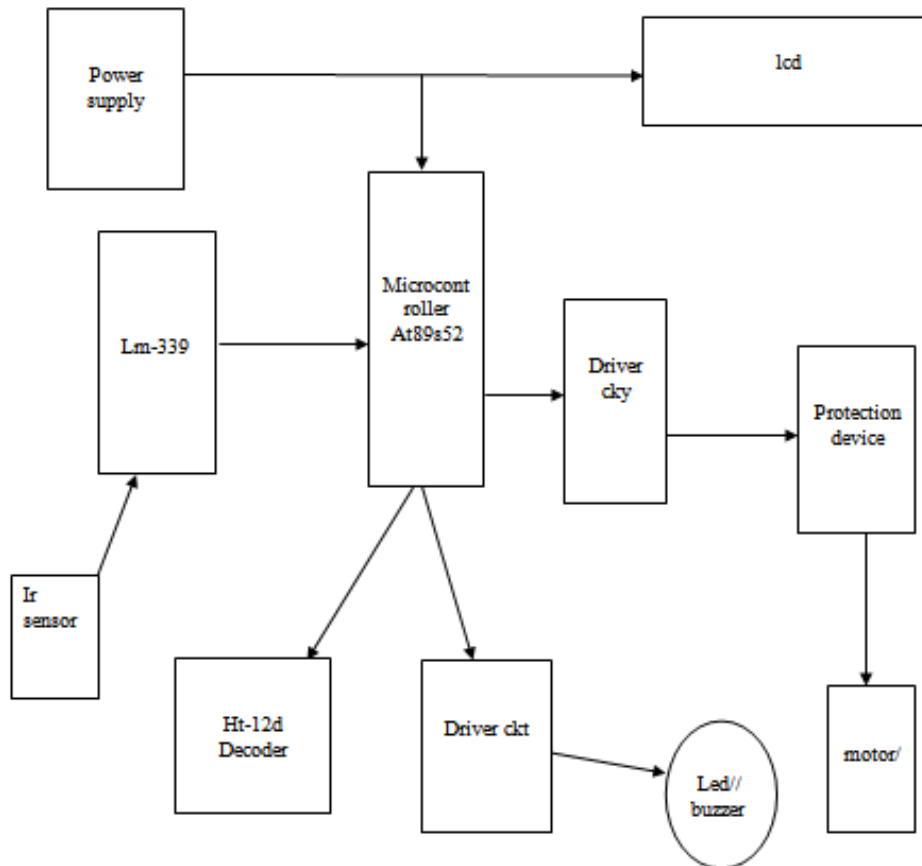 Power
supply
lcd
Microcont
roller
At89s52
Lm-339
Driver
cky
Protection
device
Ir
sensor
Ht-12d
Decoder
Driver ckt
Led//
buzzer
motor/